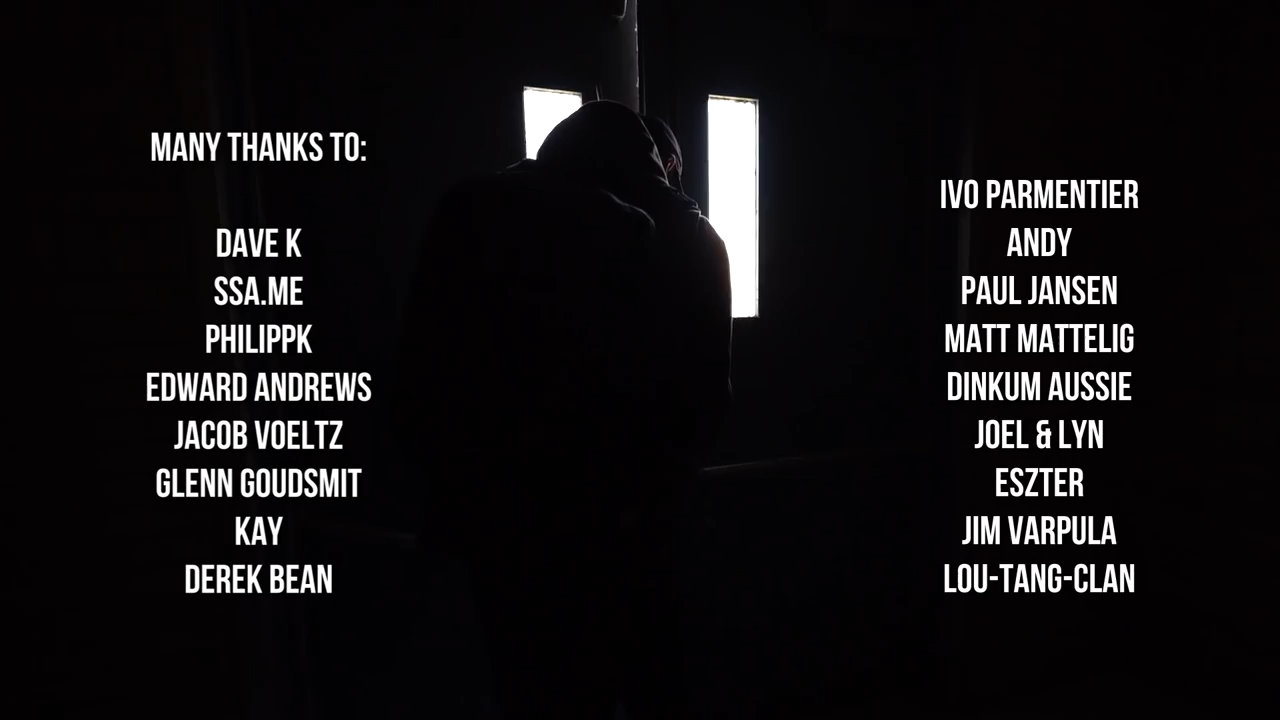 MANY THANKS TO:
DAVE K
SSA.ME
PHILIPPK
EDWARD ANDREWS
JACOB VOELTZ
GLENN GOUDSMIT
KAY
DEREK BEAN
IVO PARMENTIER
ANDY
PAUL JANSEN
MATT MATTELIG
DINKUM AUSSIE
JOEL & LYN
ESZTER
JIM VARPULA
LOU-TANG-CLAN